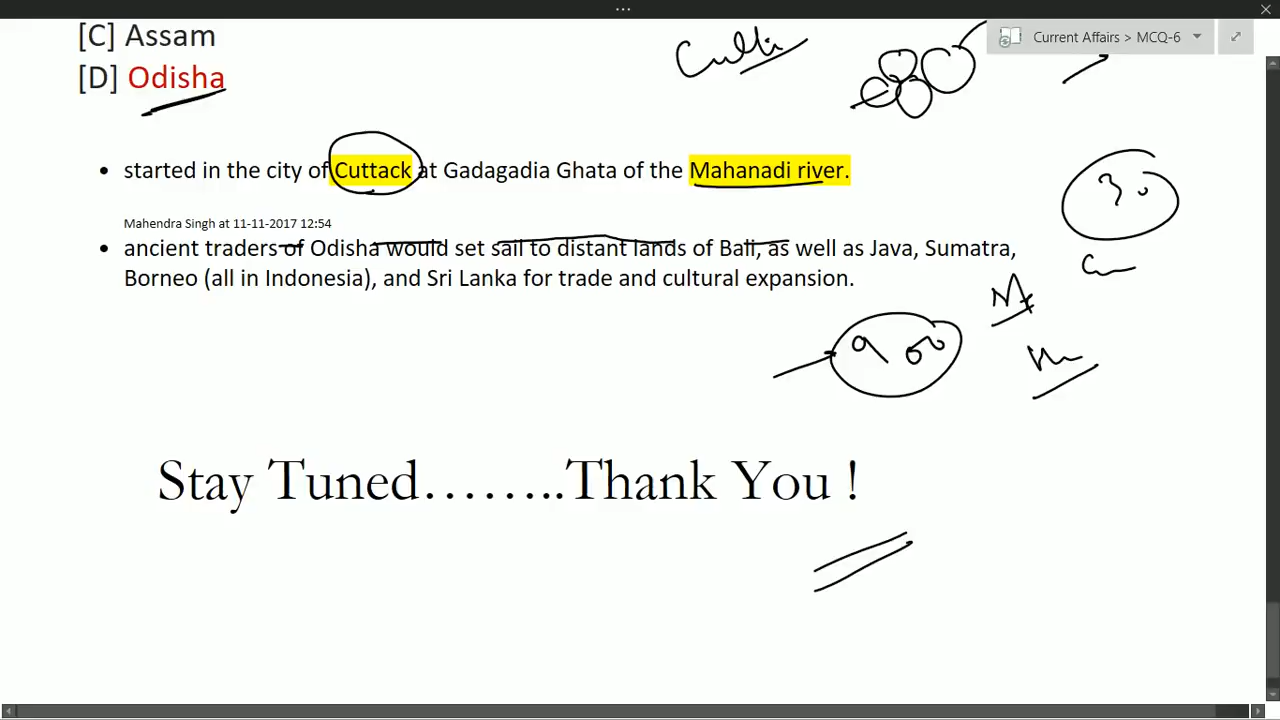 [C] Assam
Current Affairs > MCQ-6
[D] Odisha
• started in the city of Cuttack at Gadagadia Ghata of the Mahanadi river.
Mahendra Singh at 11-11-2017 12:54
• ancient traders of Odisha would set sail to distant lands of Bali, as well as Java, Sumatra,
Borneo (all in Indonesia), and Sri Lanka for trade and cultural expansion.
Stay Tuned……..Thank You !